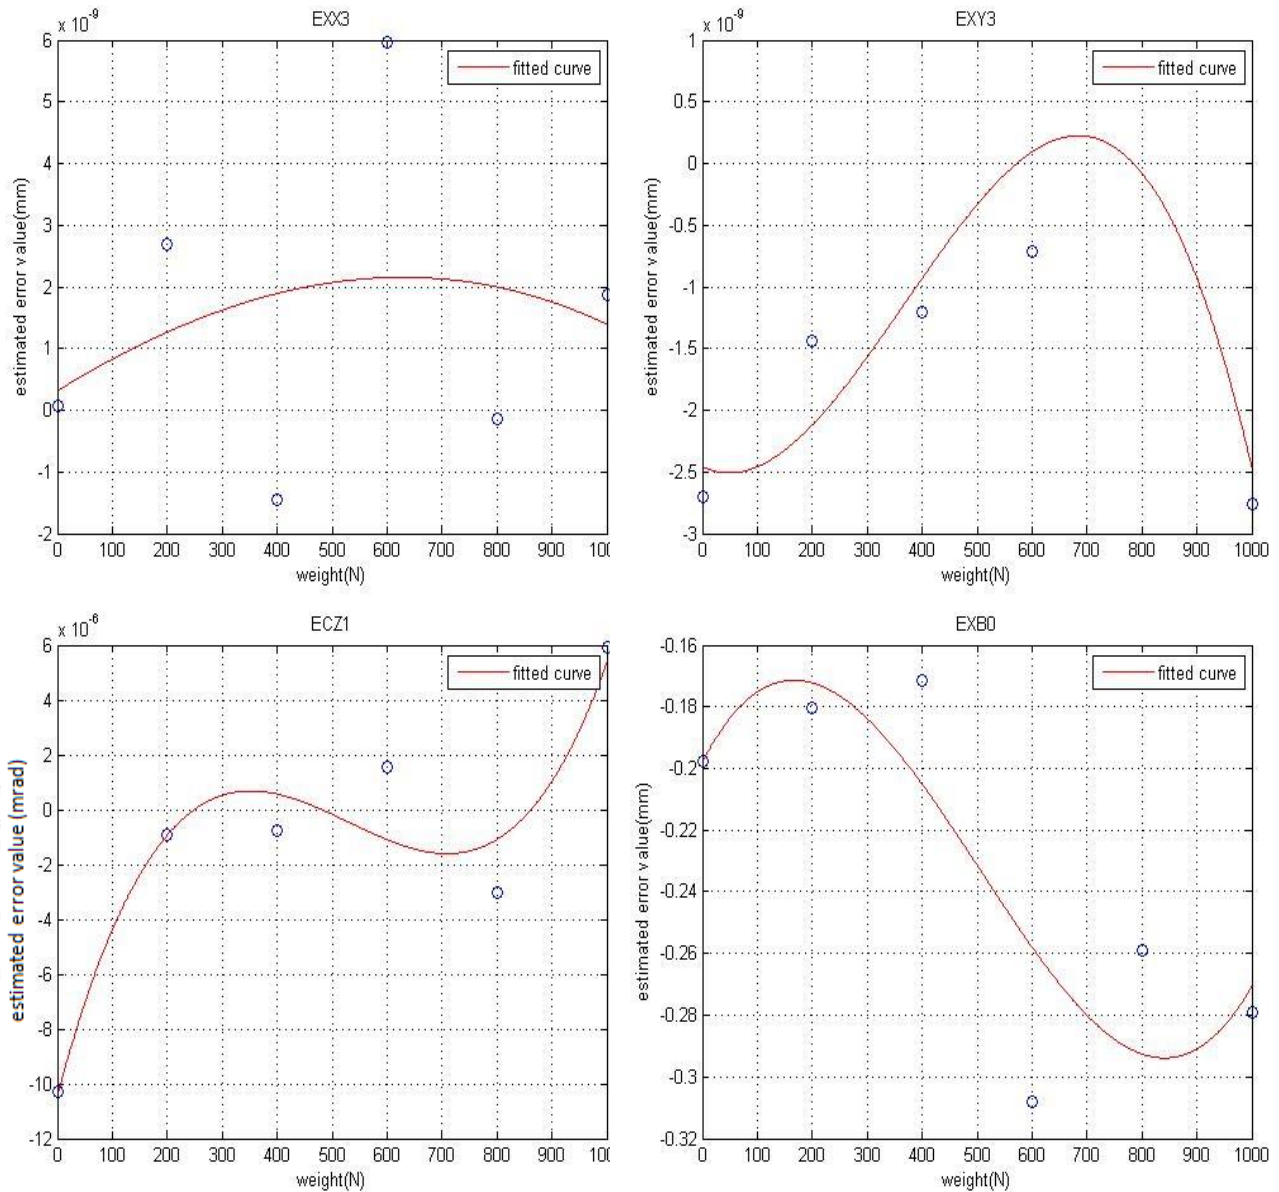 x 10^-9
EXX3
fitted curve
6
5
4
3
2
1
0
-1
-2
estimated error value(mm)
0 100 200 300 400 500 600 700 800 900 100
weight(N)
x 10^-9
EXY3
fitted curve
1
0.5
0
-0.5
-1
-1.5
-2
-2.5
-3
estimated error value(mm)
0 100 200 300 400 500 600 700 800 900 1000
weight(N)
x 10^-6
ECZ1
fitted curve
6
4
2
0
-2
-4
-6
-8
-10
-12
estimated error value (mrad)
0 100 200 300 400 500 600 700 800 900 100
weight(N)
EXB0
fitted curve
-0.16
-0.18
-0.2
-0.22
-0.24
-0.26
-0.28
-0.3
-0.32
estimated error value(mm)
0 100 200 300 400 500 600 700 800 900 1000
weight(N)